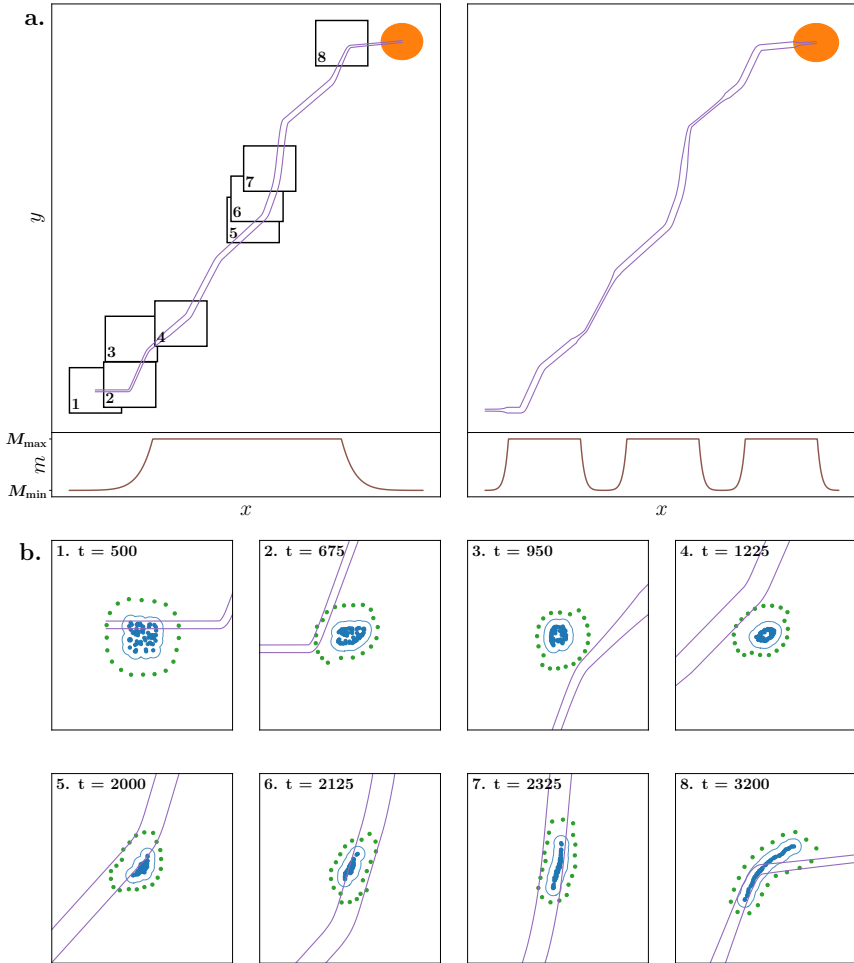 a.
8
7
6
5
4
3
2
1
y
M_max
m
M_min
x
x
b.
1. t = 500
2. t = 675
3. t = 950
4. t = 1225
5. t = 2000
6. t = 2125
7. t = 2325
8. t = 3200